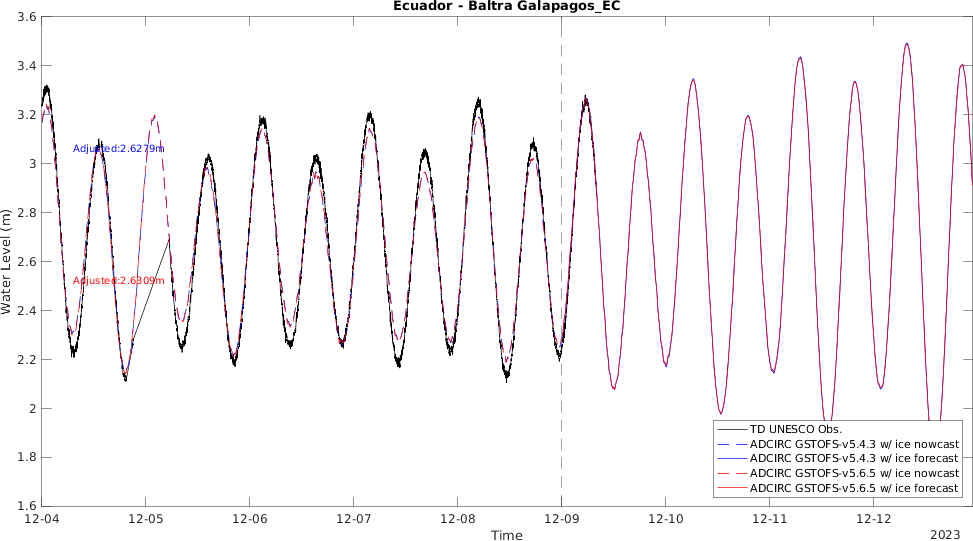 Ecuador - Baltra Galapagos_EC
3.6
3.4
3.2
3
2.8
2.6
2.4
2.2
2
1.8
1.6
Water Level (m)
Adjusted:2.6279m
Adjusted:2.6309m
TD UNESCO Obs.
ADCIRC GSTOFS-v5.4.3 w/ ice nowcast
ADCIRC GSTOFS-v5.4.3 w/ ice forecast
ADCIRC GSTOFS-v5.6.5 w/ ice nowcast
ADCIRC GSTOFS-v5.6.5 w/ ice forecast
12-04 12-05 12-06 12-07 12-08 12-09 12-10 12-11 12-12
Time
2023